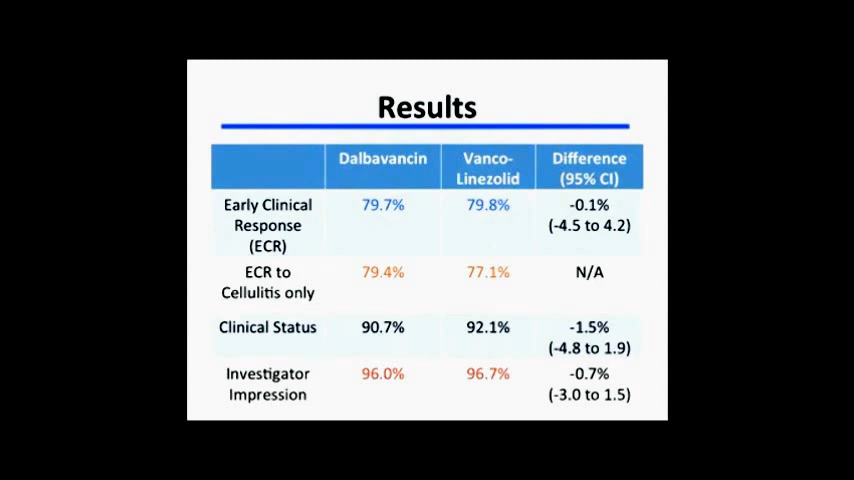 Results
Dalbavancin Vanco- Difference
Linezolid (95% CI)
Early Clinical 79.7% 79.8% -0.1%
Response (-4.5 to 4.2)
(ECR)
ECR to 79.4% 77.1% N/A
Cellulitis only
Clinical Status 90.7% 92.1% -1.5%
(-4.8 to 1.9)
Investigator 96.0% 96.7% -0.7%
Impression (-3.0 to 1.5)